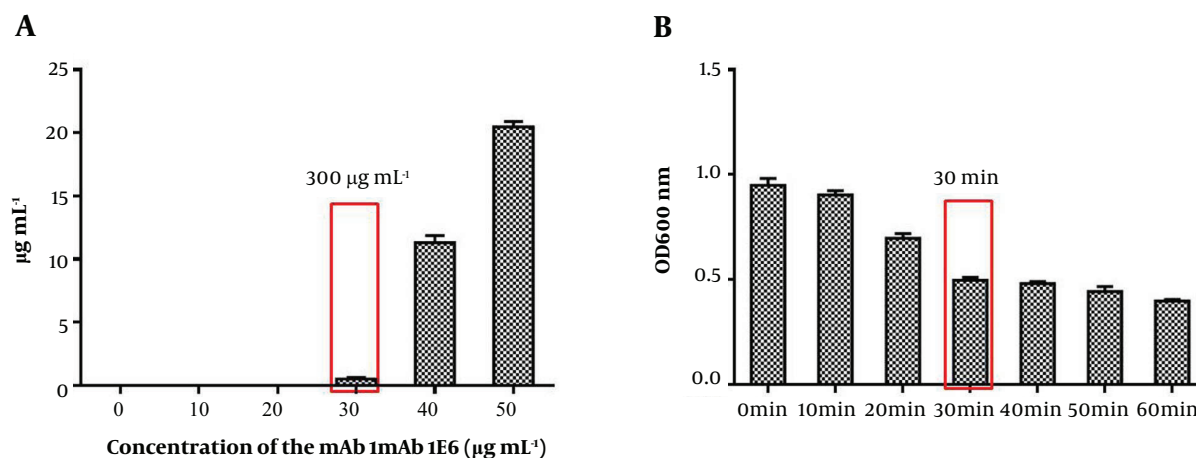 A
µg mL-1
25
20
15
10
5
0
300 µg mL-1
0 10 20 30 40 50
Concentration of the mAb 1mAb 1E6 (µg mL-1)
B
OD600 nm
1.5
1.0
0.5
0.0
30 min
0min 10min 20min 30min 40min 50min 60min